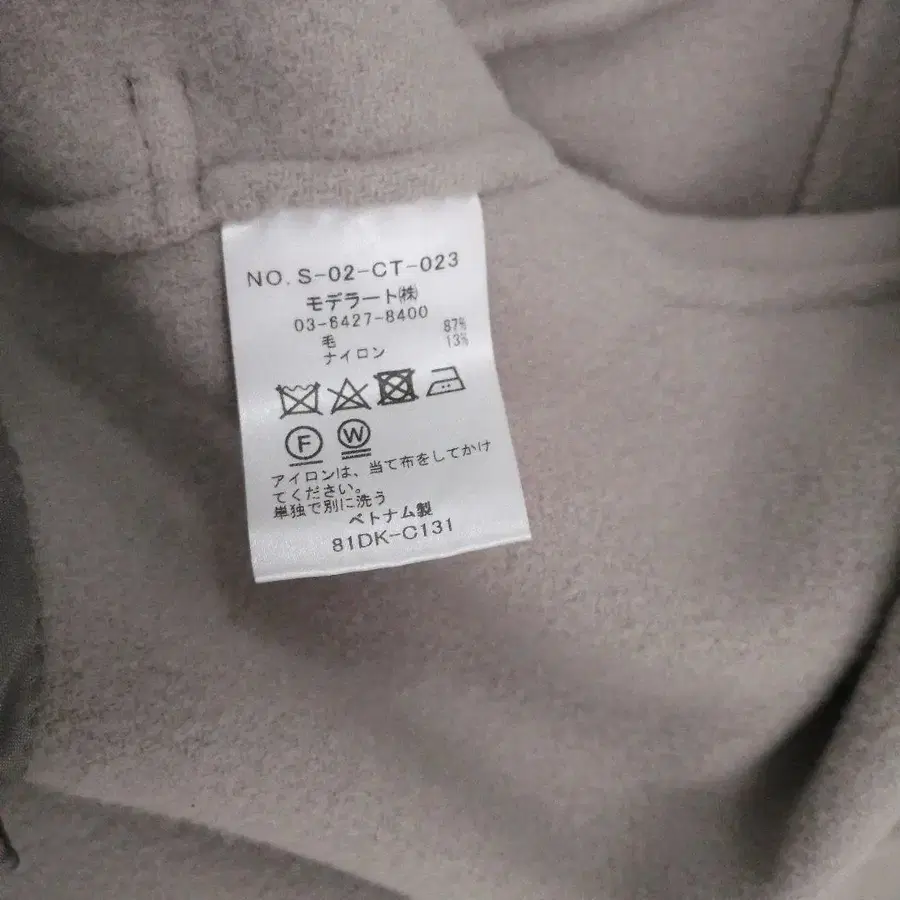 NO. S-02-CT-023
モデラート㈱
03-6427-8400
毛 87%
ナイロン 13%
F W
アイロンは、当て布をしてかけ
てください。
単独で別に洗う
ベトナム製
81DK-C131